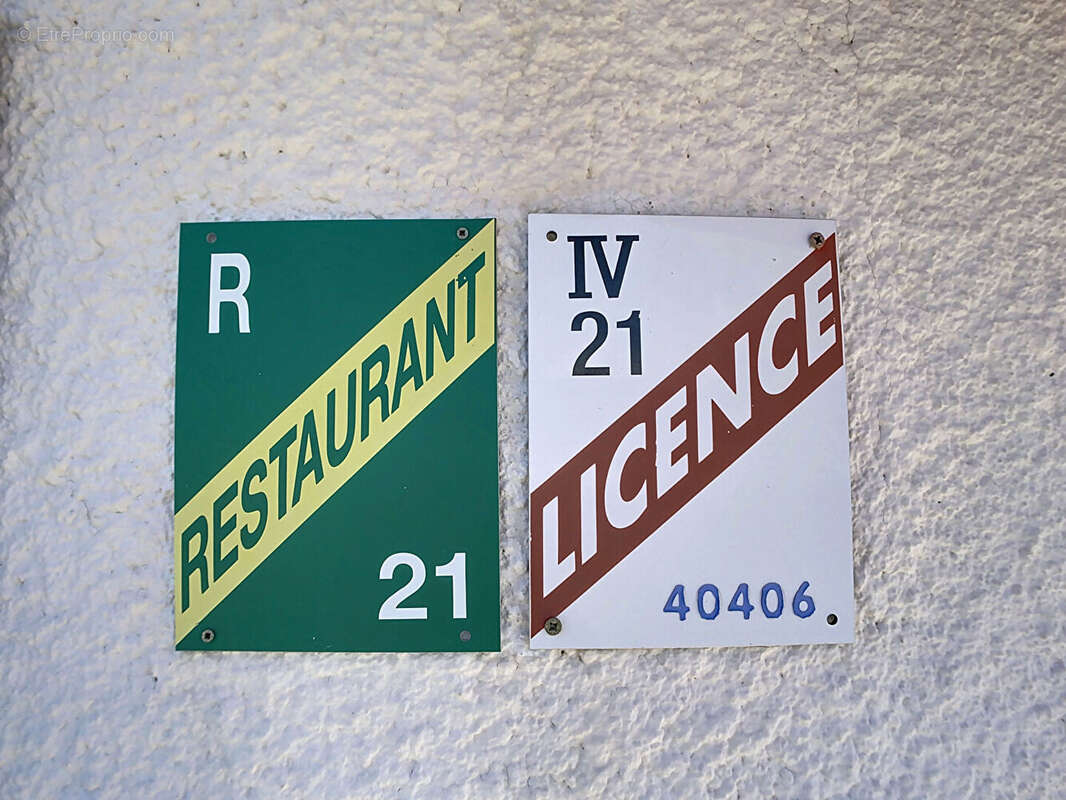 © EtreProprio.com
R
RESTAURANT
21
IV
21
LICENCE
40406